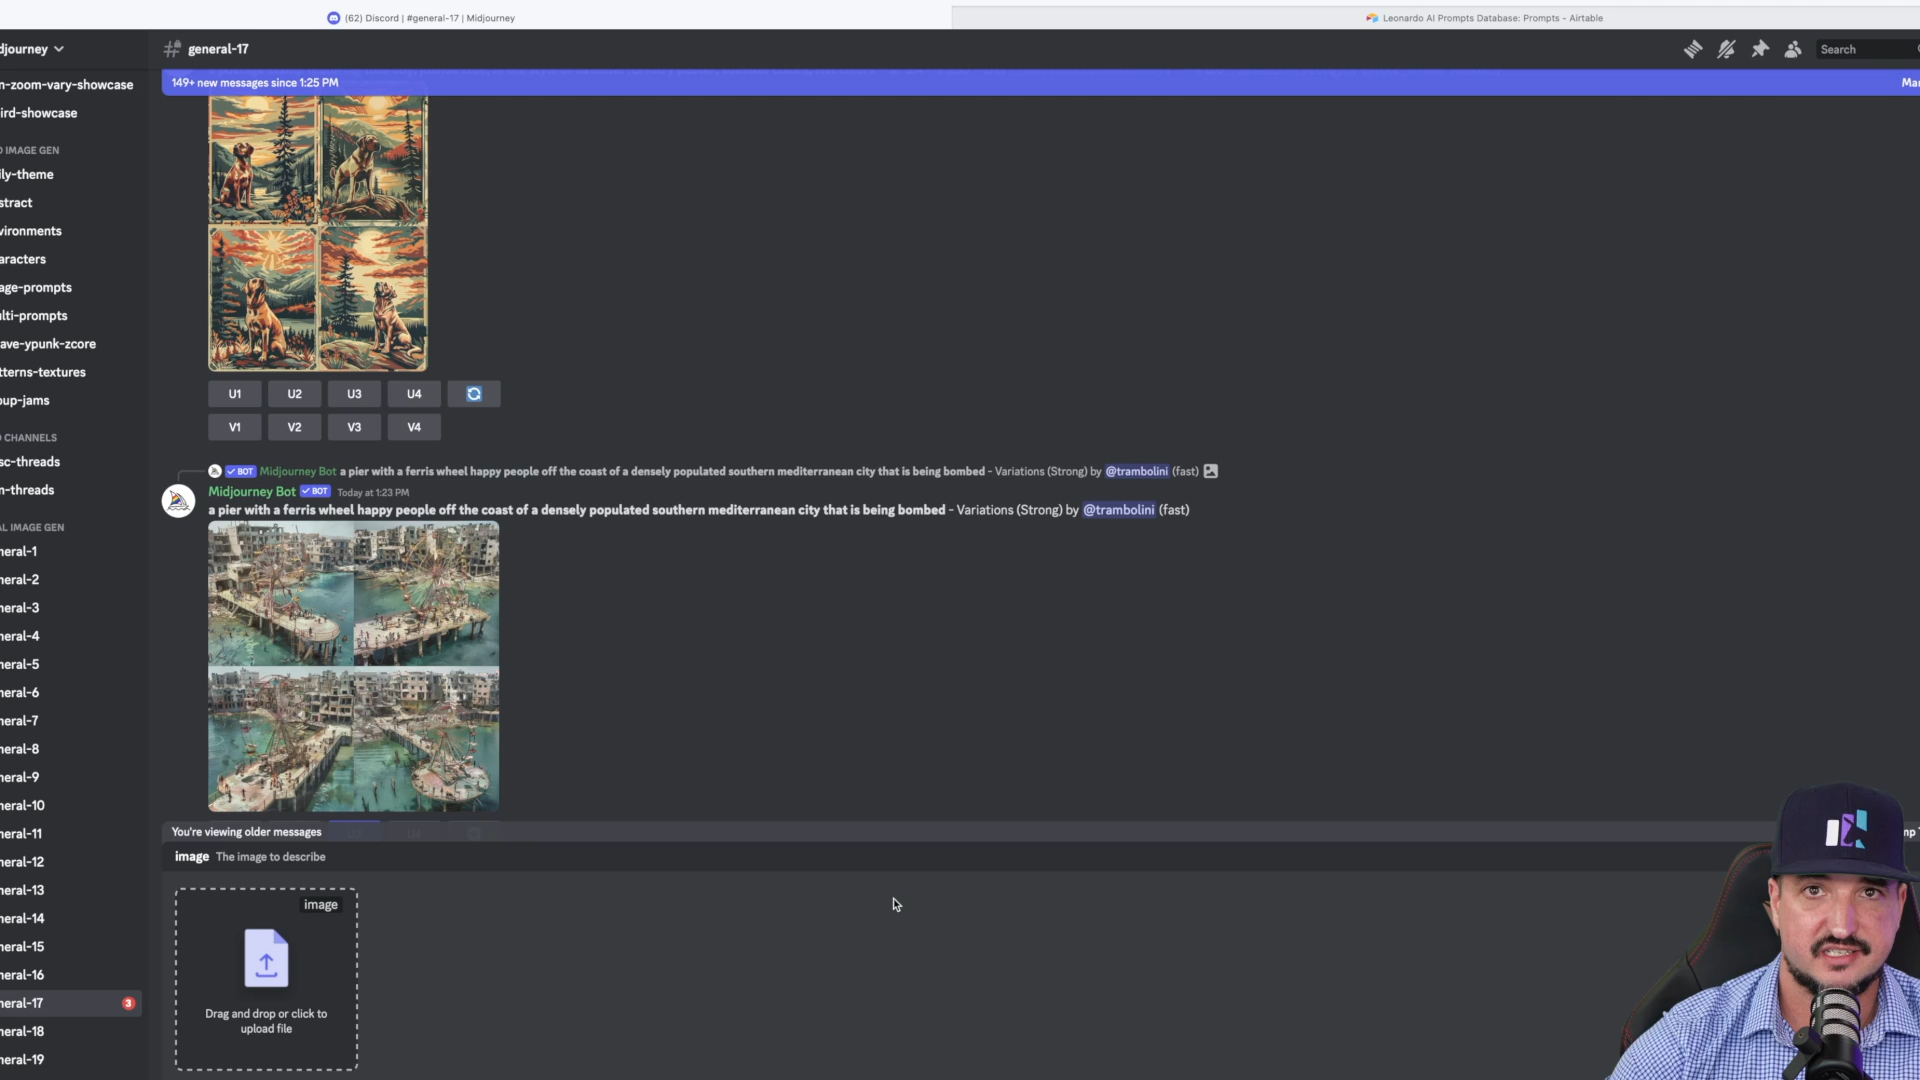 (62) Discord | #general-17 | Midjourney
Leonardo AI Prompts Database: Prompts - Airtable
djourney
general-17
Search
149+ new messages since 1:25 PM
Mar
n-zoom-vary-showcase
ird-showcase
D IMAGE GEN
ily-theme
stract
vironments
aracters
age-prompts
ulti-prompts
ave-ypunk-zcore
tterns-textures
oup-jams
D CHANNELS
sc-threads
n-threads
AL IMAGE GEN
neral-1
neral-2
neral-3
neral-4
neral-5
neral-6
neral-7
neral-8
neral-9
neral-10
neral-11
neral-12
neral-13
neral-14
neral-15
neral-16
neral-17
3
neral-18
neral-19
U1 U2 U3 U4
V1 V2 V3 V4
BOT Midjourney Bot a pier with a ferris wheel happy people off the coast of a densely populated southern mediterranean city that is being bombed - Variations (Strong) by @trambolini (fast)
Midjourney Bot BOT Today at 1:23 PM
a pier with a ferris wheel happy people off the coast of a densely populated southern mediterranean city that is being bombed - Variations (Strong) by @trambolini (fast)
You're viewing older messages
mp
image The image to describe
image
Drag and drop or click to
upload file